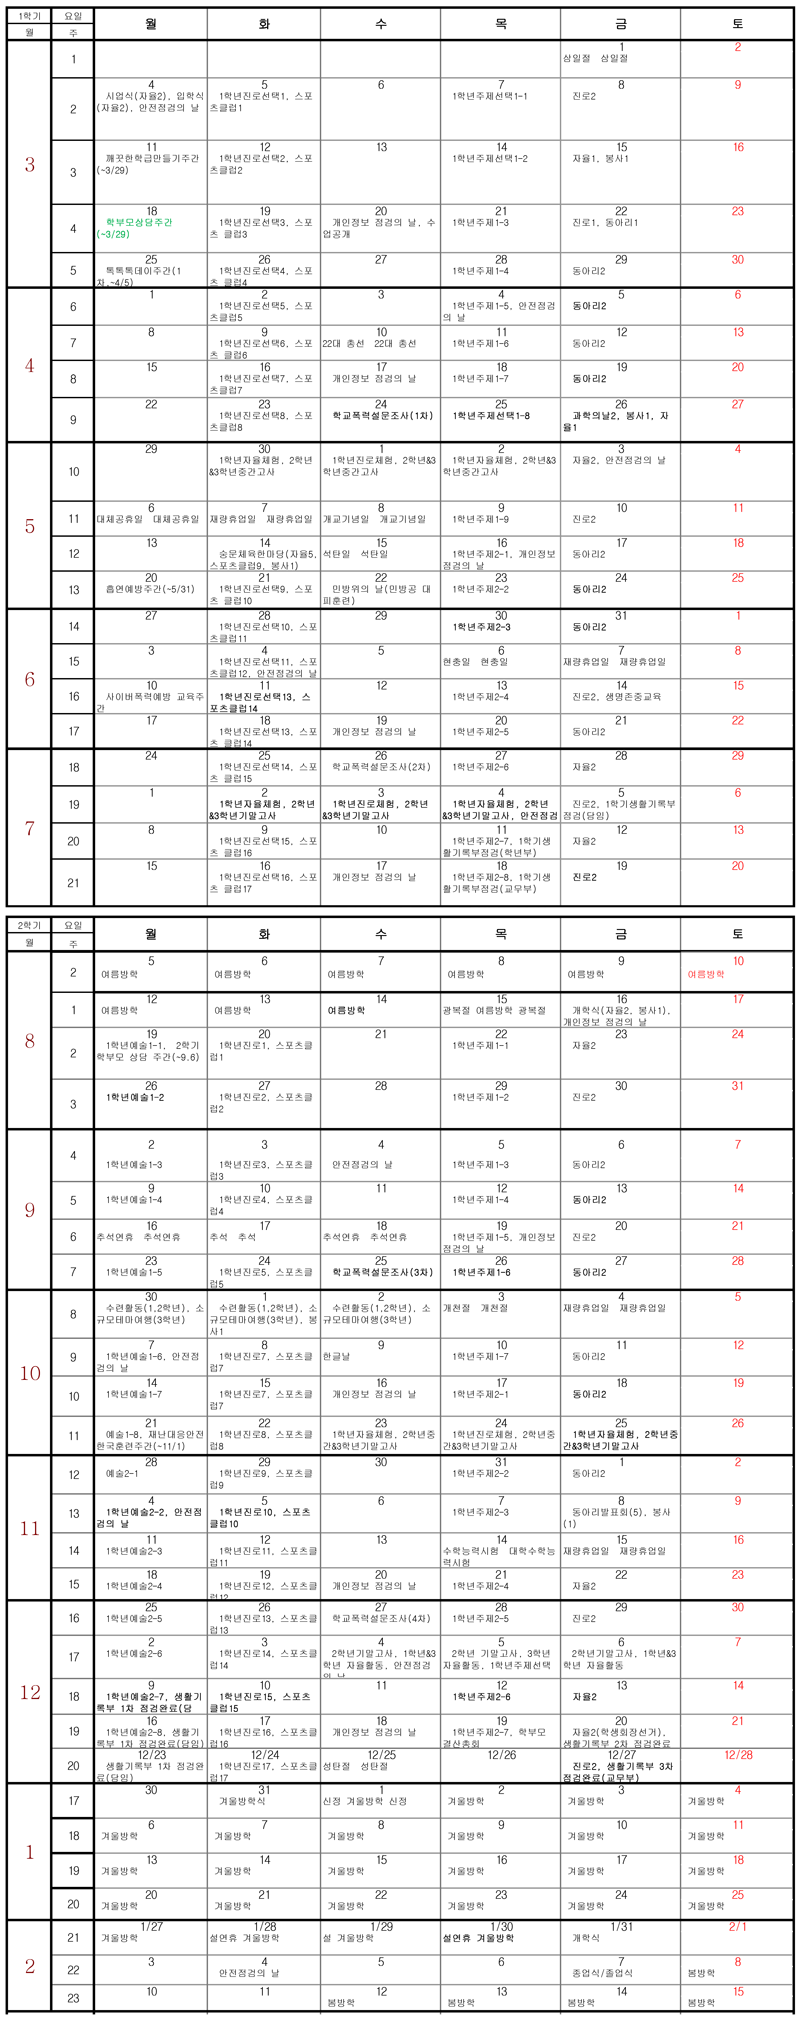 1학기 요일 월 화 수 목 금 토
월 주
3
1 1 2
삼일절 삼일절
2 4 5 6 7 8 9
시업식(자율2), 입학식 1학년진로선택1, 스포 1학년주제선택1-1 진로2
(자율2), 안전점검의 날 츠클럽1
3 11 12 13 14 15 16
깨끗한학급만들기주간 1학년진로선택2, 스포 1학년주제선택1-2 자율1, 봉사1
(~3/29) 츠클럽2
4 18 19 20 21 22 23
학부모상담주간 1학년진로선택3, 스포 개인정보 점검의 날, 수 1학년주제1-3 진로1, 동아리1
(~3/29) 츠 클럽3 업공개
5 25 26 27 28 29 30
톡톡톡데이주간(1 1학년진로선택4, 스포 1학년주제1-4 동아리2
차,~4/5) 츠 클럽4
4
6 1 2 3 4 5 6
1학년진로선택5, 스포 1학년주제1-5, 안전점검 동아리2
츠클럽5 의 날
7 8 9 10 11 12 13
1학년진로선택6, 스포 22대 총선 22대 총선 1학년주제1-6 동아리2
츠 클럽6
8 15 16 17 18 19 20
1학년진로선택7, 스포 개인정보 점검의 날 1학년주제1-7 동아리2
츠클럽7
9 22 23 24 25 26 27
1학년진로선택8, 스포 학교폭력설문조사(1차) 1학년주제선택1-8 과학의날2, 봉사1, 자
츠클럽8 율1
5
10 29 30 1 2 3 4
1학년자율체험, 2학년 1학년진로체험, 2학년&3 1학년자율체험, 2학년&3 자율2, 안전점검의 날
&3학년중간고사 학년중간고사 학년중간고사
11 6 7 8 9 10 11
대체공휴일 대체공휴일 재량휴업일 재량휴업일 개교기념일 개교기념일 1학년주제1-9 진로2
12 13 14 15 16 17 18
숭문체육한마당(자율5, 석탄일 석탄일 1학년주제2-1, 개인정보 동아리2
스포츠클럽9, 봉사1) 점검의 날
13 20 21 22 23 24 25
흡연예방주간(~5/31) 1학년진로선택9, 스포 민방위의 날(민방공 대 1학년주제2-2 동아리2
츠 클럽10 피훈련)
6
14 27 28 29 30 31 1
1학년진로선택10, 스포 1학년주제2-3 동아리2
츠클럽11
15 3 4 5 6 7 8
1학년진로선택11, 스포 현충일 현충일 재량휴업일 재량휴업일
츠클럽12, 안전점검의 날
16 10 11 12 13 14 15
사이버폭력예방 교육주 1학년진로선택13, 스 1학년주제2-4 진로2, 생명존중교육
간 포츠클럽14
17 17 18 19 20 21 22
1학년진로선택13, 스포 개인정보 점검의 날 1학년주제2-5 동아리2
츠 클럽14
7
18 24 25 26 27 28 29
1학년진로선택14, 스포 학교폭력설문조사(2차) 1학년주제2-6 자율2
츠 클럽15
19 1 2 3 4 5 6
1학년자율체험, 2학년 1학년진로체험, 2학년 1학년자율체험, 2학년 진로2, 1학기생활기록부
&3학년기말고사 &3학년기말고사 &3학년기말고사, 안전점검 점검(담임)
20 8 9 10 11 12 13
1학년진로선택15, 스포 1학년주제2-7, 1학기생 자율2
츠클럽16 활기록부점검(학년부)
21 15 16 17 18 19 20
1학년진로선택16, 스포 개인정보 점검의 날 1학년주제2-8, 1학기생 진로2
츠 클럽17 활기록부점검(교무부)
2학기 요일 월 화 수 목 금 토
월 주
8
2 5 6 7 8 9 10
여름방학 여름방학 여름방학 여름방학 여름방학 여름방학
1 12 13 14 15 16 17
여름방학 여름방학 여름방학 광복절 여름방학 광복절 개학식(자율2, 봉사1),
개인정보 점검의 날
2 19 20 21 22 23 24
1학년예술1-1, 2학기 1학년진로1, 스포츠클 1학년주제1-1 자율2
학부모 상담 주간(~9.6) 럽1
3 26 27 28 29 30 31
1학년예술1-2 1학년진로2, 스포츠클 1학년주제1-2 진로2
럽2
9
4 2 3 4 5 6 7
1학년예술1-3 1학년진로3, 스포츠클 안전점검의 날 1학년주제1-3 동아리2
럽3
5 9 10 11 12 13 14
1학년예술1-4 1학년진로4, 스포츠클 1학년주제1-4 동아리2
럽4
6 16 17 18 19 20 21
추석연휴 추석연휴 추석 추석 추석연휴 추석연휴 1학년주제1-5, 개인정보 진로2
점검의 날
7 23 24 25 26 27 28
1학년예술1-5 1학년진로5, 스포츠클 학교폭력설문조사(3차) 1학년주제1-6 동아리2
럽5
10
8 30 1 2 3 4 5
수련활동(1,2학년), 소 수련활동(1,2학년), 소 수련활동(1,2학년), 소 개천절 개천절 재량휴업일 재량휴업일
규모테마여행(3학년) 규모테마여행(3학년), 봉 규모테마여행(3학년)
사1
9 7 8 9 10 11 12
1학년예술1-6, 안전점 1학년진로7, 스포츠클 한글날 1학년주제1-7 동아리2
검의 날 럽7
10 14 15 16 17 18 19
1학년예술1-7 1학년진로7, 스포츠클 개인정보 점검의 날 1학년주제2-1 동아리2
럽7
11 21 22 23 24 25 26
예술1-8, 재난대응안전 1학년진로8, 스포츠클 1학년자율체험, 2학년중 1학년진로체험, 2학년중 1학년자율체험, 2학년중
한국훈련주간(~11/1) 럽8 간&3학년기말고사 간&3학년기말고사 간&3학년기말고사
11
12 28 29 30 31 1 2
예술2-1 1학년진로9, 스포츠클 1학년주제2-2 동아리2
럽9
13 4 5 6 7 8 9
1학년예술2-2, 안전점 1학년진로10, 스포츠 1학년주제2-3 동아리발표회(5), 봉사
검의 날 클럽10 (1)
14 11 12 13 14 15 16
1학년예술2-3 1학년진로11, 스포츠클 수학능력시험 대학수학능 재량휴업일 재량휴업일
럽11 력시험
15 18 19 20 21 22 23
1학년예술2-4 1학년진로12, 스포츠클 개인정보 점검의 날 1학년주제2-4 자율2
럽12
12
16 25 26 27 28 29 30
1학년예술2-5 1학년진로13, 스포츠클 학교폭력설문조사(4차) 1학년주제2-5 진로2
럽13
17 2 3 4 5 6 7
1학년예술2-6 1학년진로14, 스포츠클 2학년기말고사, 1학년&3 2학년 기말고사, 3학년 2학년기말고사, 1학년&3
럽14 학년 자율활동, 안전점검 자율활동, 1학년주제선택 학년 자율활동
의 날
18 9 10 11 12 13 14
1학년예술2-7, 생활기 1학년진로15, 스포츠 1학년주제2-6 자율2
록부 1차 점검완료(담 클럽15
19 16 17 18 19 20 21
1학년예술2-8, 생활기 1학년진로16, 스포츠클 개인정보 점검의 날 1학년주제2-7, 학부모 자율2(학생회장선거),
록부 1차 점검완료(담임) 럽16 결산총회 생활기록부 2차 점검완료
20 12/23 12/24 12/25 12/26 12/27 12/28
생활기록부 1차 점검완 1학년진로17, 스포츠클 성탄절 성탄절 진로2, 생활기록부 3차
료(담임) 럽17 점검완료(교무부)
1
17 30 31 1 2 3 4
겨울방학식 신정 겨울방학 신정 겨울방학 겨울방학 겨울방학
18 6 7 8 9 10 11
겨울방학 겨울방학 겨울방학 겨울방학 겨울방학 겨울방학
19 13 14 15 16 17 18
겨울방학 겨울방학 겨울방학 겨울방학 겨울방학 겨울방학
20 20 21 22 23 24 25
겨울방학 겨울방학 겨울방학 겨울방학 겨울방학 겨울방학
2
21 1/27 1/28 1/29 1/30 1/31 2/1
겨울방학 설연휴 겨울방학 설 겨울방학 설연휴 겨울방학 개학식
22 3 4 5 6 7 8
안전점검의 날 종업식/졸업식 봄방학
23 10 11 12 13 14 15
봄방학 봄방학 봄방학 봄방학